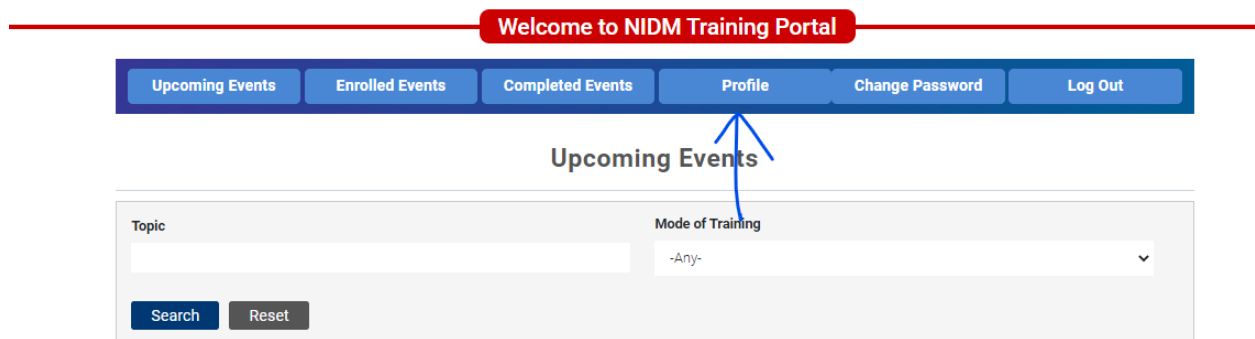 Welcome to NIDM Training Portal
Upcoming Events Enrolled Events Completed Events Profile Change Password Log Out
Upcoming Events
Topic Mode of Training
-Any-
Search Reset